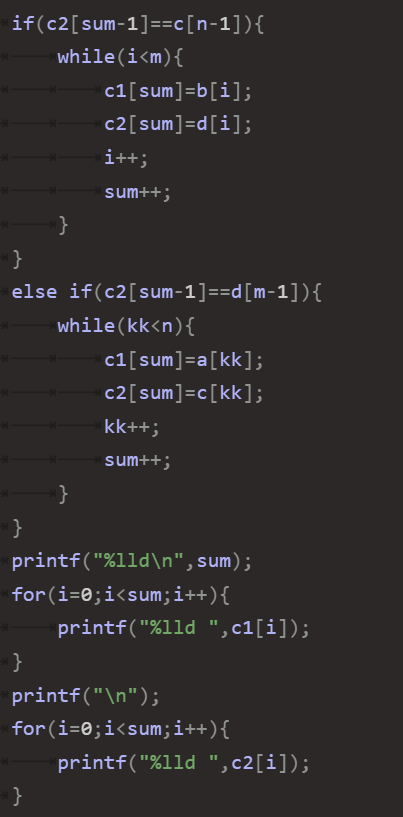 if(c2[sum-1]==c[n-1]){
    while(i<m){
        c1[sum]=b[i];
        c2[sum]=d[i];
        i++;
        sum++;
    }
}
else if(c2[sum-1]==d[m-1]){
    while(kk<n){
        c1[sum]=a[kk];
        c2[sum]=c[kk];
        kk++;
        sum++;
    }
}
printf("%lld\n",sum);
for(i=0;i<sum;i++){
    printf("%lld ",c1[i]);
}
printf("\n");
for(i=0;i<sum;i++){
    printf("%lld ",c2[i]);
}